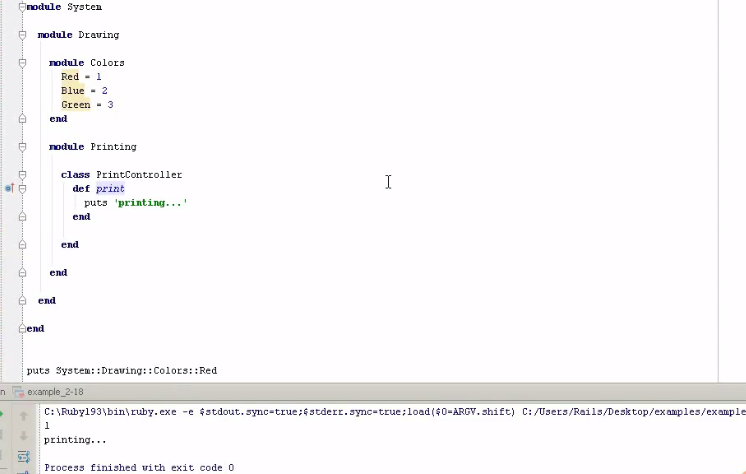 module System
module Drawing
module Colors
Red = 1
Blue = 2
Green = 3
end
module Printing
class PrintController
def print
puts 'printing...'
end
end
end
end
end
puts System::Drawing::Colors::Red
n example_2-18
C:\Ruby193\bin\ruby.exe -e $stdout.sync=true;$stderr.sync=true;load($0=ARGV.shift) C:/Users/Rails/Desktop/examples/example
1
printing...
Process finished with exit code 0